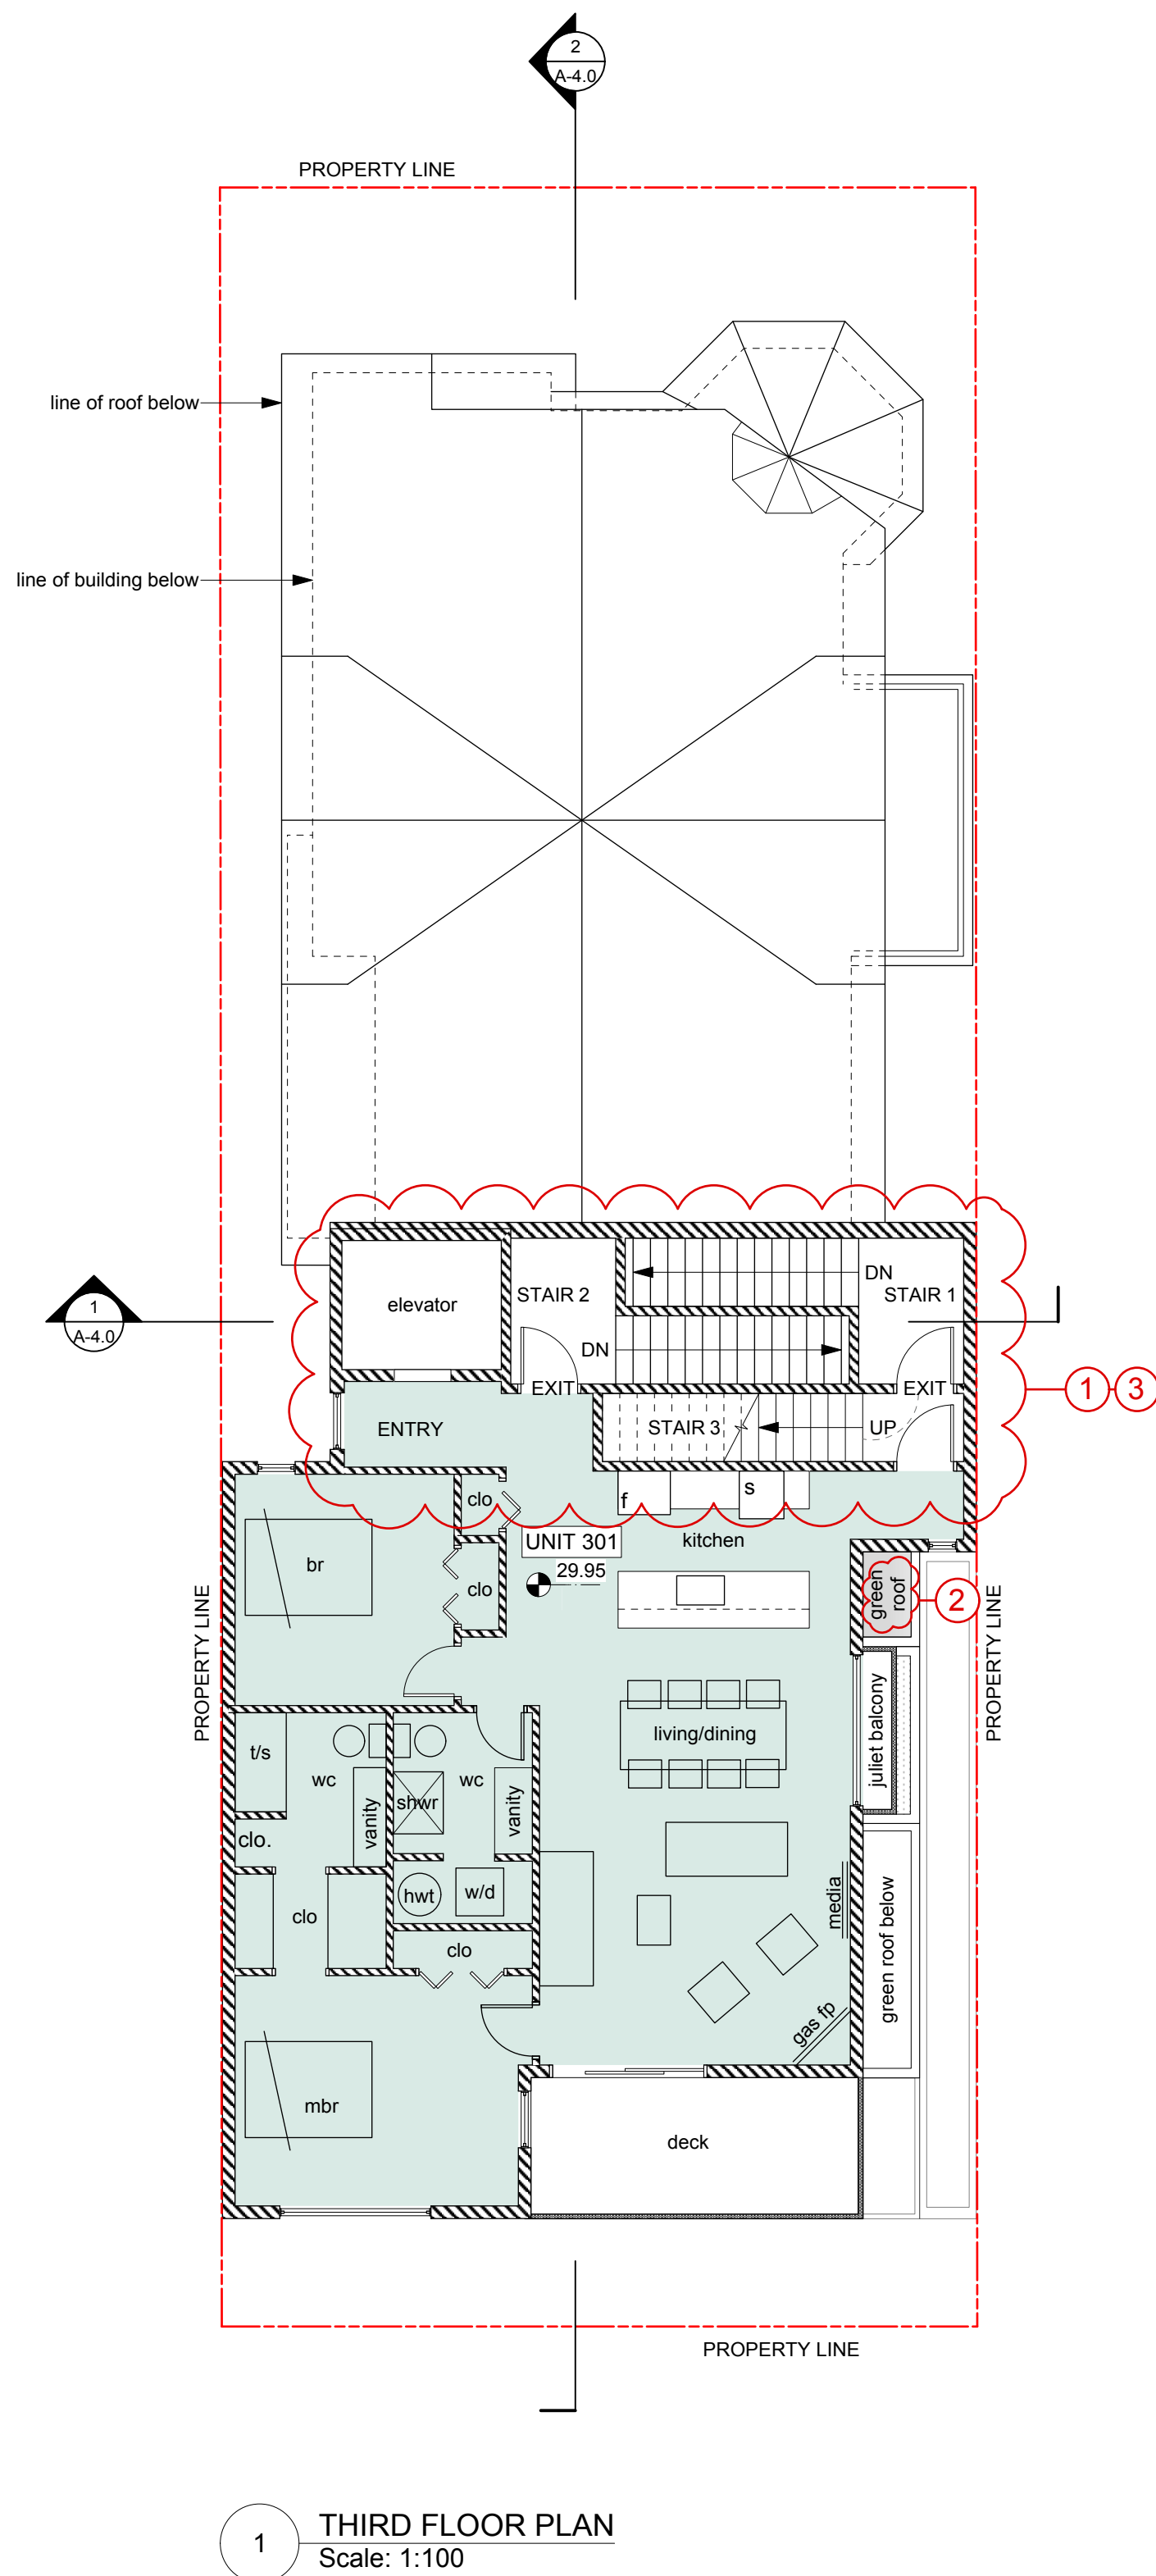 2
A-4.0
PROPERTY LINE
line of roof below
line of building below
DN
STAIR 2
STAIR 1
elevator
1
A-4.0
DN
EXIT
EXIT
1
3
ENTRY
STAIR 3
UP
clo
f
s
UNIT 301
kitchen
br
29.95
clo
green
roof
2
PROPERTY LINE
PROPERTY LINE
juliet balcony
living/dining
t/s
wc
wc
shwr
vanity
vanity
clo.
hwt
w/d
media
clo
green roof below
clo
gas fp
mbr
deck
PROPERTY LINE
1
THIRD FLOOR PLAN
Scale: 1:100